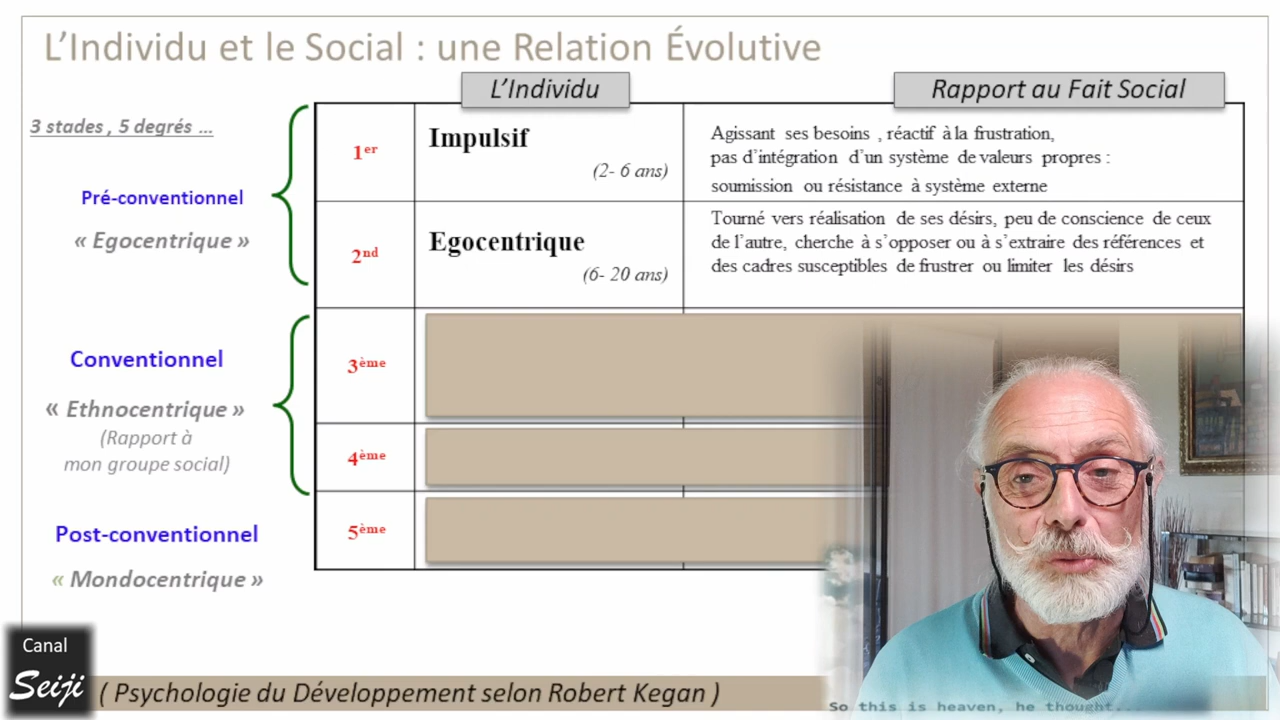 L'Individu et le Social : une Relation Évolutive
L'Individu
Rapport au Fait Social
3 stades , 5 degrés ...
Pré-conventionnel
« Egocentrique »
1er
Impulsif
(2- 6 ans)
Agissant ses besoins , réactif à la frustration,
pas d'intégration d'un système de valeurs propres :
soumission ou résistance à système externe
2nd
Egocentrique
(6- 20 ans)
Tourné vers réalisation de ses désirs, peu de conscience de ceux
de l'autre, cherche à s'opposer ou à s'extraire des références et
des cadres susceptibles de frustrer ou limiter les désirs
Conventionnel
« Ethnocentrique »
(Rapport à
mon groupe social)
3ème
4ème
Post-conventionnel
« Mondocentrique »
5ème
Canal
Seiji
( Psychologie du Développement selon Robert Kegan )
So this is heaven, he thought...